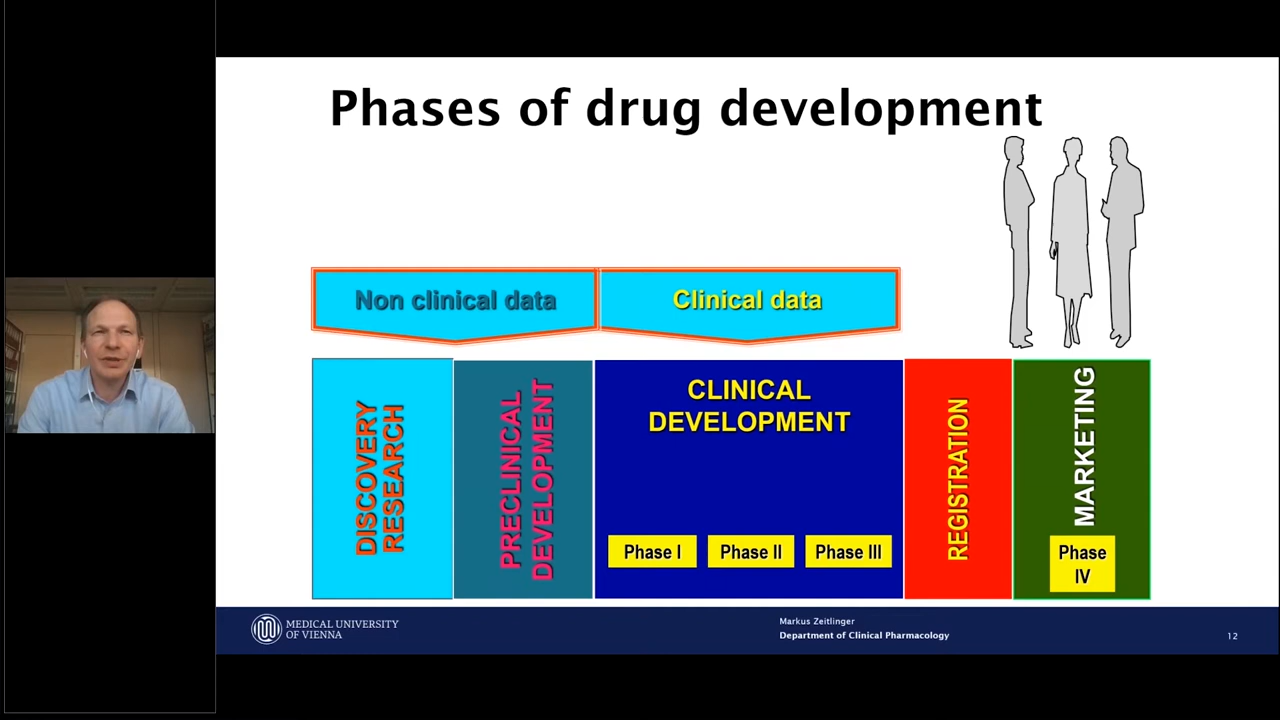 Phases of drug development
Non clinical data
Clinical data
DISCOVERY
RESEARCH
PRECLINICAL
DEVELOPMENT
CLINICAL
DEVELOPMENT
Phase I
Phase II
Phase III
REGISTRATION
MARKETING
Phase
IV
MEDICAL UNIVERSITY
OF VIENNA
Markus Zeitlinger
Department of Clinical Pharmacology
12